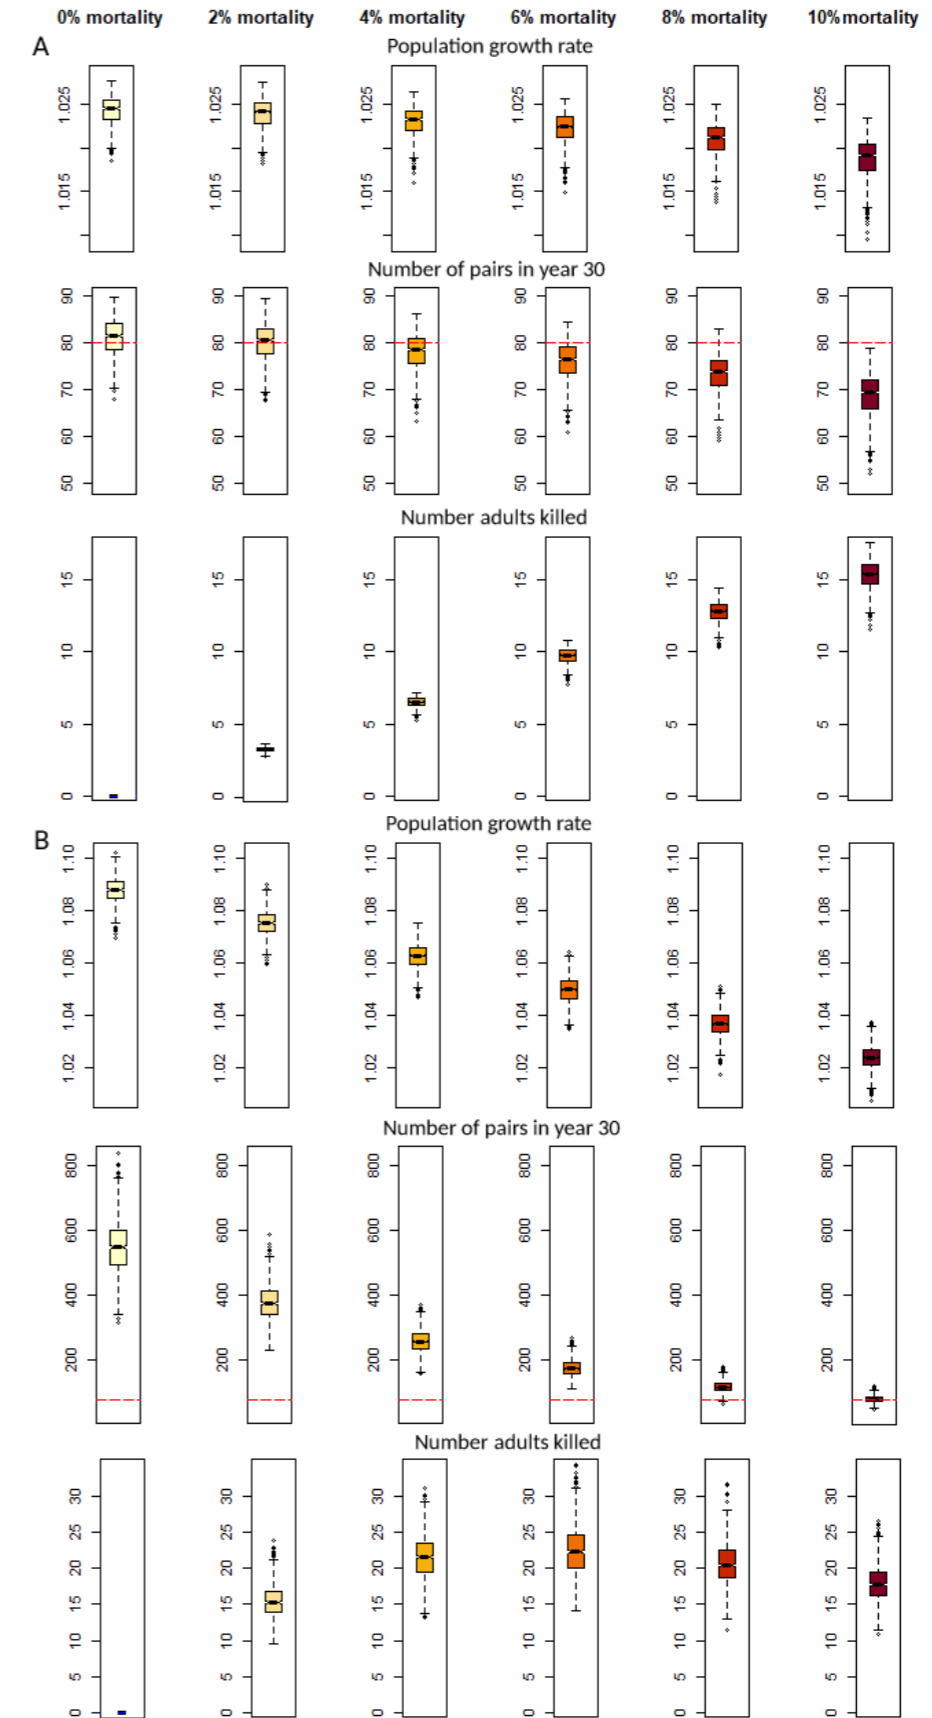 0% mortality 2% mortality 4% mortality 6% mortality 8% mortality 10%mortality
A
Population growth rate
1.025 1.025 1.025 1.025 1.025 1.025
1.015 1.015 1.015 1.015 1.015 1.015
Number of pairs in year 30
90 90 90 90 90 90
80 80 80 80 80 80
70 70 70 70 70 70
60 60 60 60 60 60
50 50 50 50 50 50
Number adults killed
15 15 15 15 15 15
10 10 10 10 10 10
5 5 5 5 5 5
0 0 0 0 0 0
B
Population growth rate
1.10 1.10 1.10 1.10 1.10 1.10
1.08 1.08 1.08 1.08 1.08 1.08
1.06 1.06 1.06 1.06 1.06 1.06
1.04 1.04 1.04 1.04 1.04 1.04
1.02 1.02 1.02 1.02 1.02 1.02
Number of pairs in year 30
800 800 800 800 800 800
600 600 600 600 600 600
400 400 400 400 400 400
200 200 200 200 200 200
Number adults killed
30 30 30 30 30 30
25 25 25 25 25 25
20 20 20 20 20 20
15 15 15 15 15 15
10 10 10 10 10 10
5 5 5 5 5 5
0 0 0 0 0 0